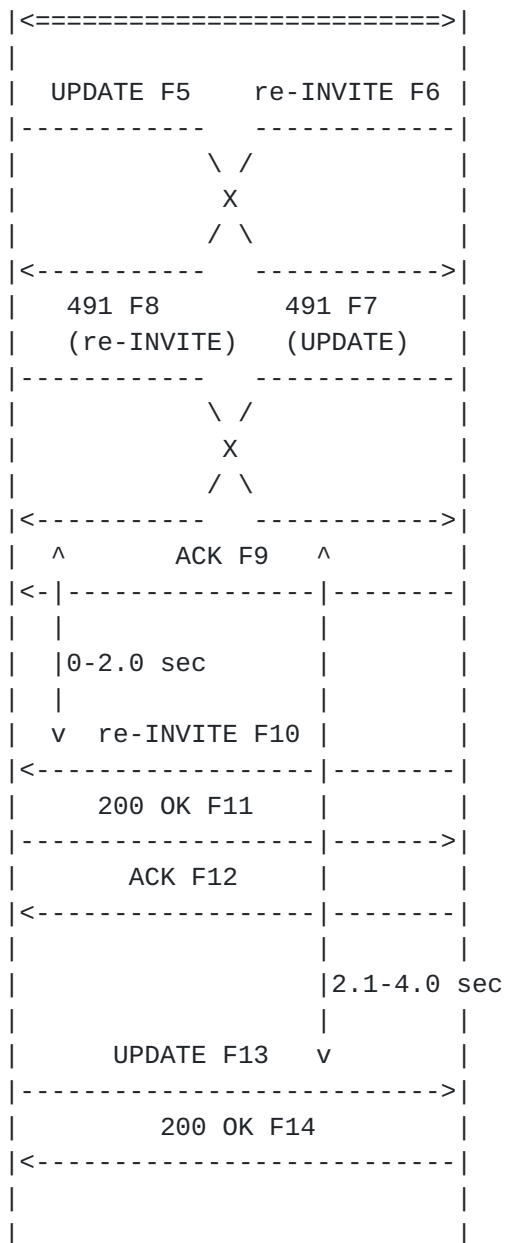 |<===========================>|
|                             |
|  UPDATE F5    re-INVITE F6  |
|------------   -------------|
|            \ /              |
|             X               |
|            / \              |
|<-----------   ------------>|
|   491 F8        491 F7      |
|   (re-INVITE)   (UPDATE)    |
|------------   -------------|
|            \ /              |
|             X               |
|            / \              |
|<-----------   ------------>|
|  ^       ACK F9   ^         |
|<-|----------------|--------|
|  |                |         |
|  |0-2.0 sec       |         |
|  |                |         |
|  v  re-INVITE F10 |         |
|<------------------|--------|
|     200 OK F11    |         |
|-------------------|------->|
|       ACK F12     |         |
|<------------------|--------|
|                   |         |
|                   |2.1-4.0 sec
|                   |         |
|      UPDATE F13   v         |
|--------------------------->|
|         200 OK F14          |
|<---------------------------|
|                             |
|                             |